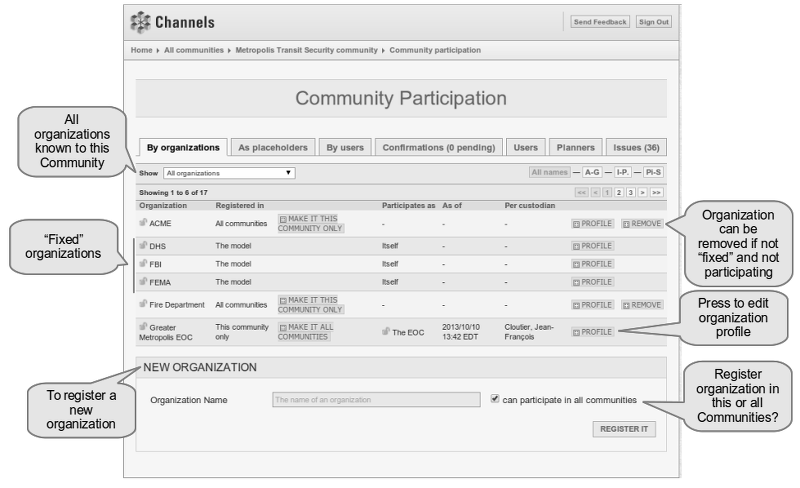 Channels
Send Feedback
Sign Out
Home ▸ All communities ▸ Metropolis Transit Security community ▸ Community participation
Community Participation
All
organizations
known to this
Community
By organizations
As placeholders
By users
Confirmations (0 pending)
Users
Planners
Issues (36)
Show
All organizations
All names — A-G — I-P. — Pi-S
Showing 1 to 6 of 17
<< < 1 2 3 > >>
Organization Registered in Participates as As of Per custodian
ACME All communities MAKE IT THIS
COMMUNITY ONLY - - - PROFILE REMOVE
Organization
can be
removed if not
“fixed” and not
participating
“Fixed”
organizations
DHS The model Itself - - PROFILE
FBI The model Itself - - PROFILE
FEMA The model Itself - - PROFILE
Fire Department All communities MAKE IT THIS
COMMUNITY ONLY - - - PROFILE REMOVE
Press to edit
organization
profile
Greater
Metropolis EOC
This community
only
MAKE IT ALL
COMMUNITIES
The EOC
2013/10/10
13:42 EDT
Cloutier, Jean-
François
PROFILE
NEW ORGANIZATION
To register a
new
organization
Organization Name
The name of an organization
can participate in all communities
Register
organization in
this or all
Communities?
REGISTER IT